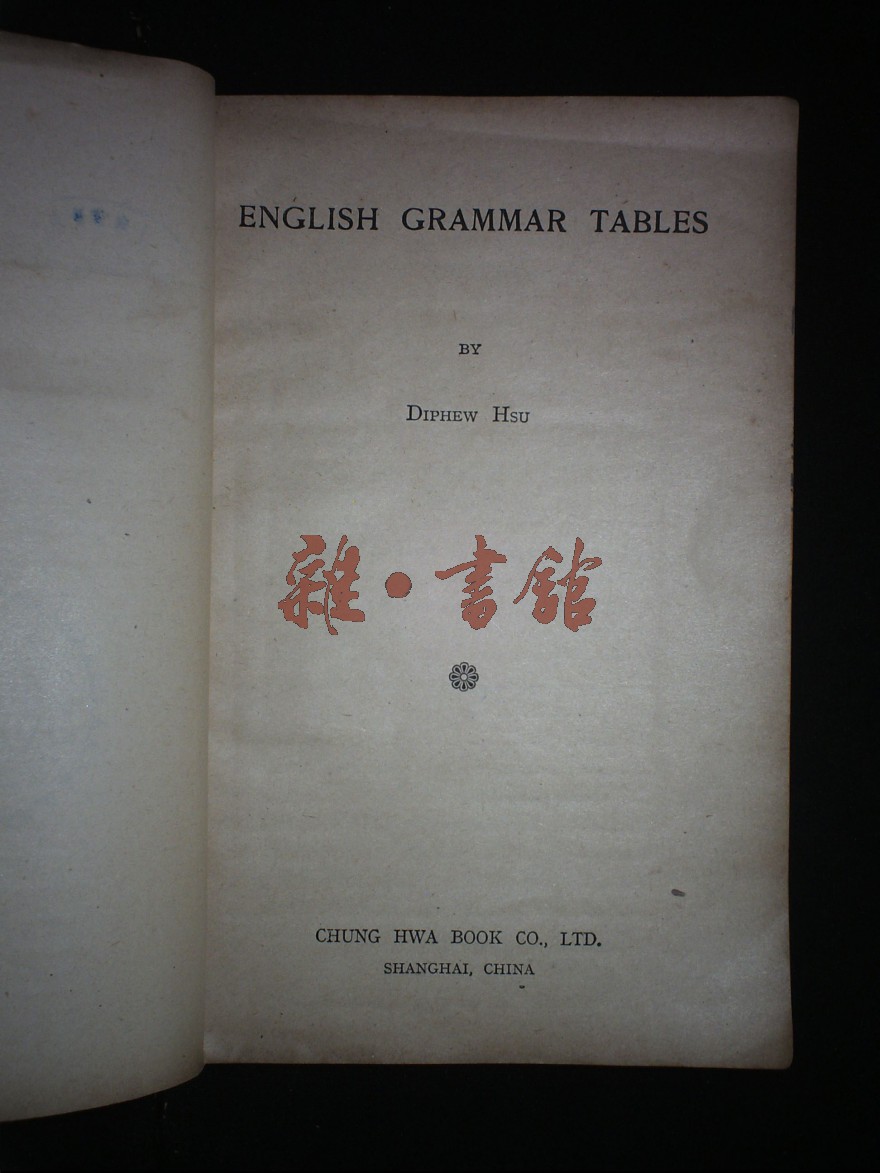 ENGLISH GRAMMAR TABLES
BY
DIPHEW HSU
雜·書館
CHUNG HWA BOOK CO., LTD.
SHANGHAI, CHINA